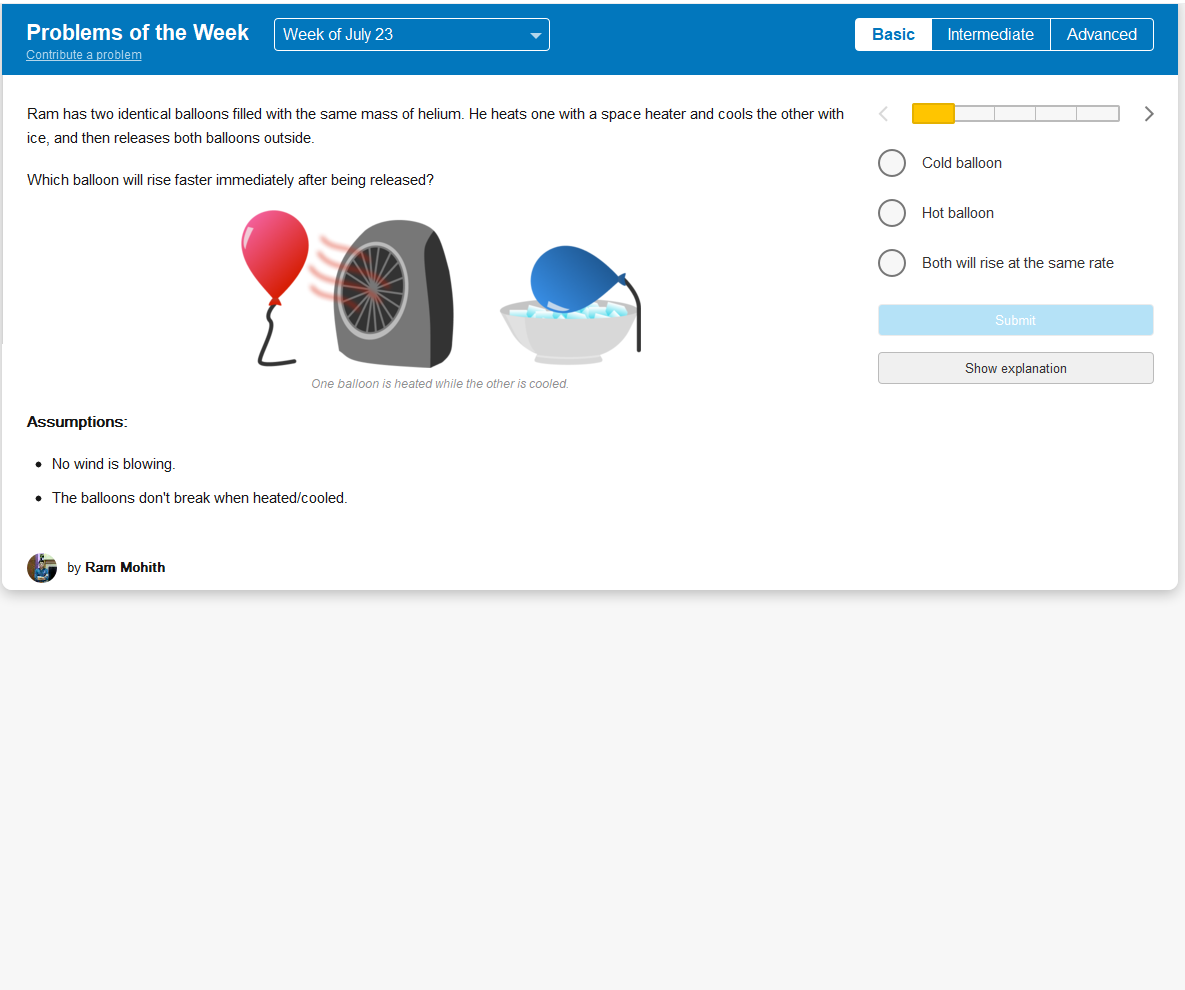 Problems of the Week
Contribute a problem
Week of July 23
Basic
Intermediate
Advanced
Ram has two identical balloons filled with the same mass of helium. He heats one with a space heater and cools the other with
ice, and then releases both balloons outside.
Which balloon will rise faster immediately after being released?
One balloon is heated while the other is cooled.
Assumptions:
• No wind is blowing.
• The balloons don't break when heated/cooled.
by Ram Mohith
Cold balloon
Hot balloon
Both will rise at the same rate
Submit
Show explanation